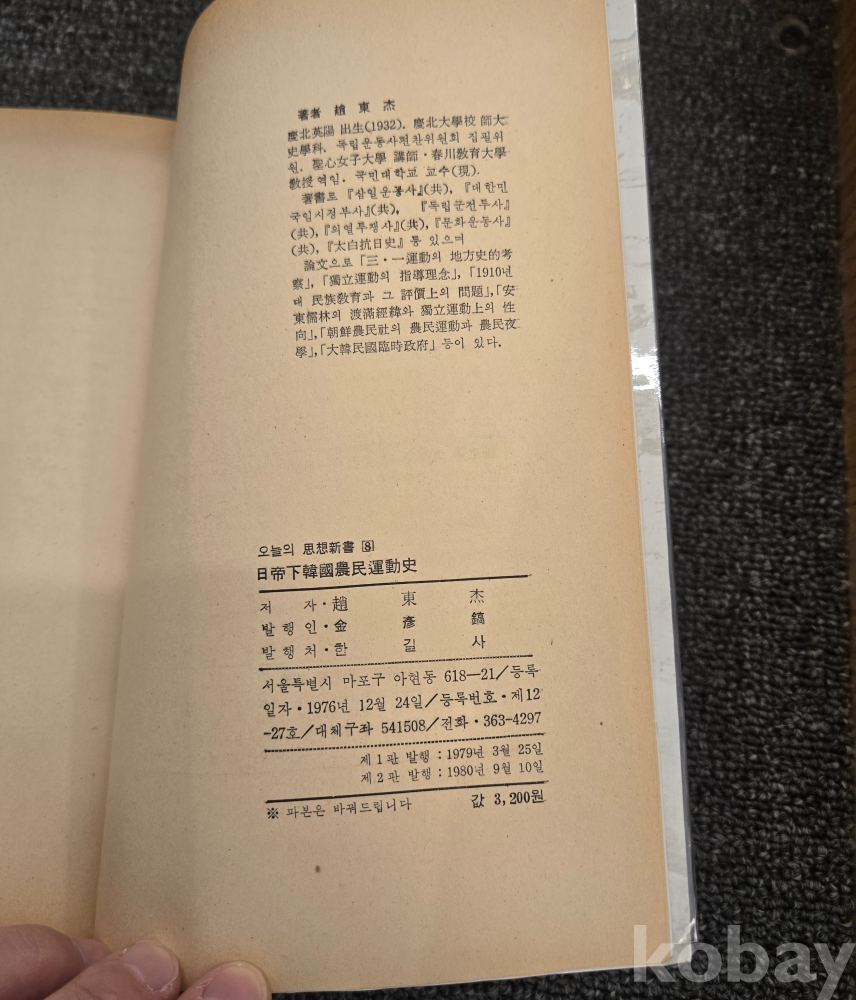 著者 趙東杰
慶北英陽 出生(1932). 慶北大學校 師大
史學科. 독립운동사편찬위원회 집필위
원. 聖心女子大學 講師·春川敎育大學
敎授역임. 국민대학교 교수(現).
著書로 『삼일운동사』(共), 『대한민
국임시정부사』(共), 『독립군전투사』
(共), 『의열투쟁사』(共), 『문화운동사』
(共), 『太白抗日史』 등 있으며
論文으로 「三·一運動의 地方史的考
察」, 「獨立運動의 指導理念」, 「1910년
대 民族敎育과 그 評價上의 問題」, 「安
東儒林의 渡滿經緯와 獨立運動上의 性
向」, 「朝鮮農民社의 農民運動과 農民夜
學」, 「大韓民國臨時政府」 등이 있다.
오늘의 思想新書 8
日帝下韓國農民運動史
저 자·趙東杰
발행인·金彥鎬
발행처·한길사
서울특별시 마포구 아현동 618—21/등록
일자·1976년 12월 24일/등록번호·제12
-27호/대체구좌 541508/전화·363-4297
제1판 발행 : 1979년 3월 25일
제2판 발행 : 1980년 9월 10일
※ 파본은 바꿔드립니다 값 3,200원
kobay